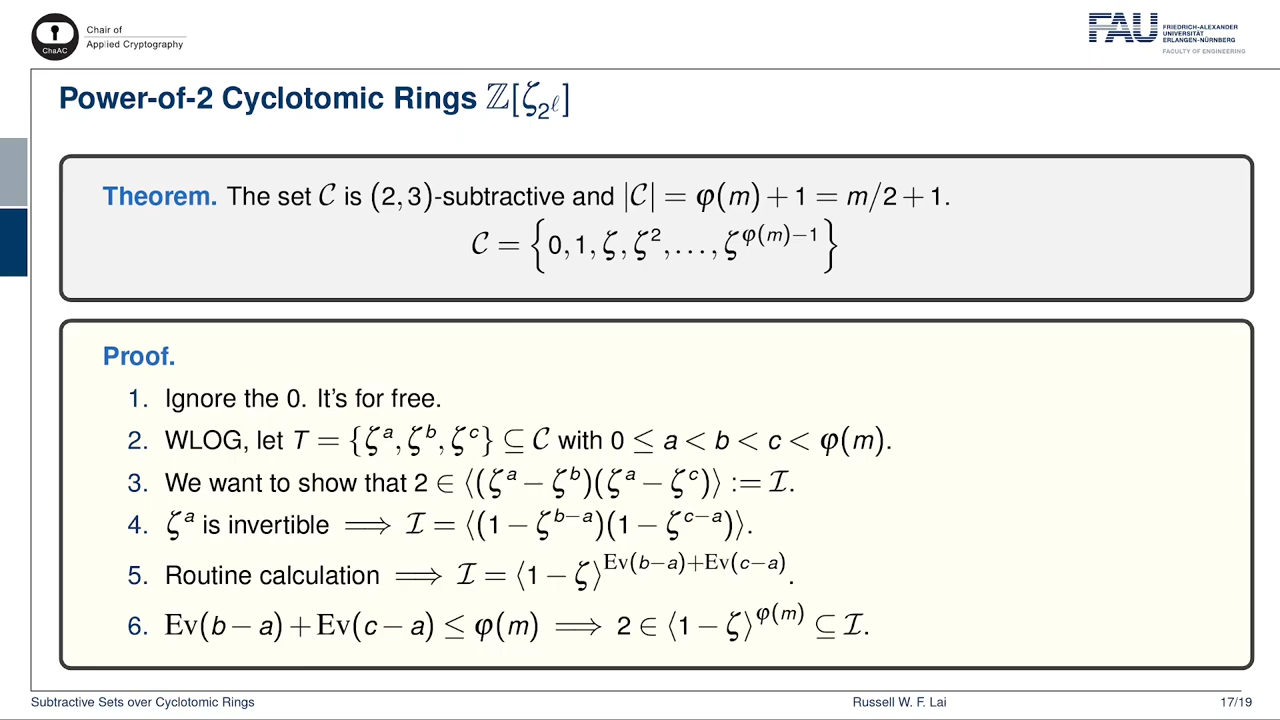 ChaAC
Chair of
Applied Cryptography
FAU FRIEDRICH-ALEXANDER
UNIVERSITÄT
ERLANGEN-NÜRNBERG
FACULTY OF ENGINEERING
Power-of-2 Cyclotomic Rings ℤ[ζ_{2^ℓ}]
Theorem. The set 𝒞 is (2,3)-subtractive and |𝒞| = φ(m)+1 = m/2+1.
𝒞 = {0, 1, ζ, ζ^2, ..., ζ^{φ(m)−1}}
Proof.
1. Ignore the 0. It's for free.
2. WLOG, let T = {ζ^a, ζ^b, ζ^c} ⊆ 𝒞 with 0 ≤ a < b < c < φ(m).
3. We want to show that 2 ∈ ⟨(ζ^a − ζ^b)(ζ^a − ζ^c)⟩ := ℐ.
4. ζ^a is invertible ⟹ ℐ = ⟨(1 − ζ^{b−a})(1 − ζ^{c−a})⟩.
5. Routine calculation ⟹ ℐ = ⟨1 − ζ⟩^{Ev(b−a)+Ev(c−a)}.
6. Ev(b − a) + Ev(c − a) ≤ φ(m) ⟹ 2 ∈ ⟨1 − ζ⟩^{φ(m)} ⊆ ℐ.
Subtractive Sets over Cyclotomic Rings
Russell W. F. Lai
17/19